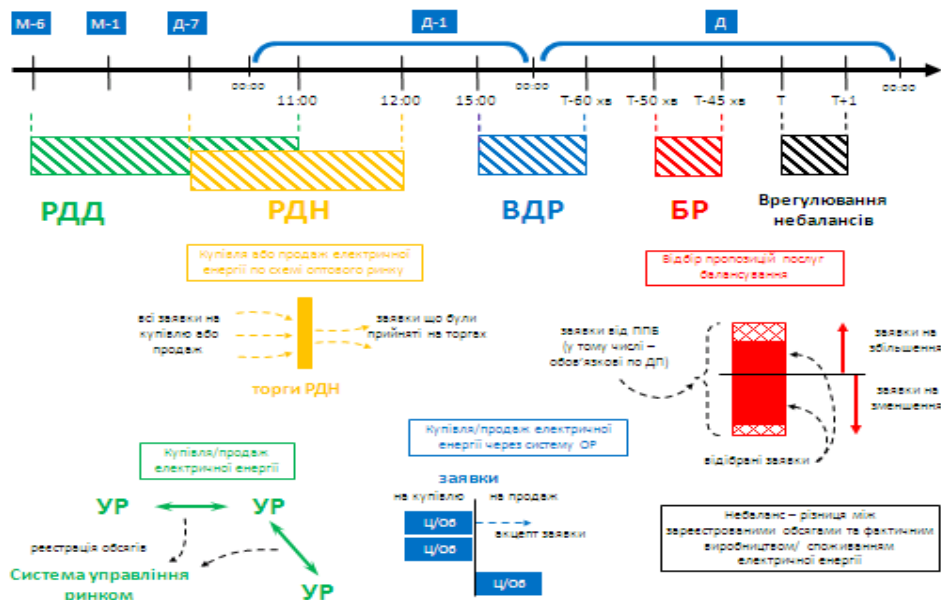 М-6
М-1
Д-7
Д-1
Д
00:00
11:00
12:00
15:00
00:00
Т-60 хв
Т-50 хв
Т-45 хв
Т
Т+1
00:00
РДД
РДН
ВДР
БР
Врегулювання
небалансів
Купівля або продаж електричної
енергії по схемі оптового ринку
Відбір пропозицій послуг
балансування
всі заявки на
купівлю або
продаж
заявки що були
прийняті на торгах
торги РДН
заявки від ППБ
(у тому числі –
обов'язкові по ДП)
заявки на
збільшення
заявки на
зменшення
відібрані заявки
Купівля/продаж
електричної енергії
УР
УР
УР
реєстрація обсягів
Система управління
ринком
Купівля/продаж електричної
енергії через систему ОР
заявки
на купівлю
на продаж
Ц/Об
Ц/Об
акцепт заявки
Ц/Об
Небаланс – різниця між
зареєстрованими обсягами та фактичним
виробництвом/ споживанням
електричної енергії